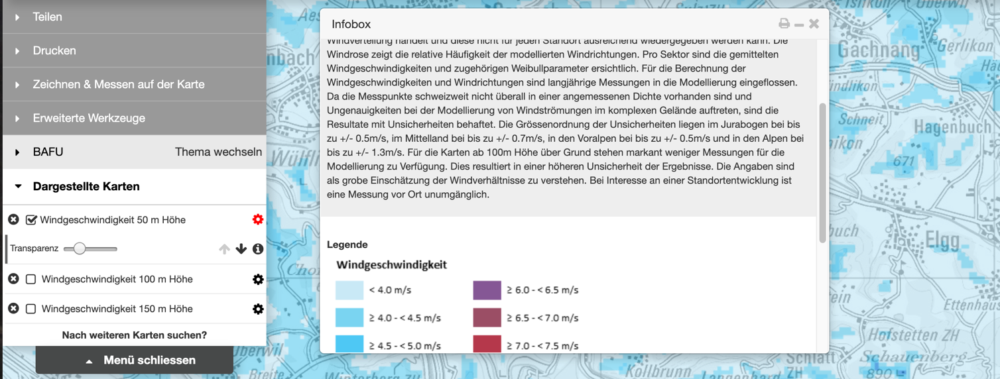 Teilen
Drucken
Zeichnen & Messen auf der Karte
Erweiterte Werkzeuge
BAFU Thema wechseln
Dargestellte Karten
Windgeschwindigkeit 50 m Höhe
Transparenz
Windgeschwindigkeit 100 m Höhe
Windgeschwindigkeit 150 m Höhe
Nach weiteren Karten suchen?
Menü schliessen
Infobox
Windverteilung handelt und diese nicht für jeden Standort ausreichend wiedergegeben werden kann. Die
Windrose zeigt die relative Häufigkeit der modellierten Windrichtungen. Pro Sektor sind die gemittelten
Windgeschwindigkeiten und zugehörigen Weibullparameter ersichtlich. Für die Berechnung der
Windgeschwindigkeiten und Windrichtungen sind langjährige Messungen in die Modellierung eingeflossen.
Da die Messpunkte schweizweit nicht überall in einer angemessenen Dichte vorhanden sind und
Ungenauigkeiten bei der Modellierung von Windströmungen im komplexen Gelände auftreten, sind die
Resultate mit Unsicherheiten behaftet. Die Grössenordnung der Unsicherheiten liegen im Jurabogen bei bis
zu +/- 0.5m/s, im Mittelland bei bis zu +/- 0.7m/s, in den Voralpen bei bis zu +/- 0.5m/s und in den Alpen bei
bis zu +/- 1.3m/s. Für die Karten ab 100m Höhe über Grund stehen markant weniger Messungen für die
Modellierung zu Verfügung. Dies resultiert in einer höheren Unsicherheit der Ergebnisse. Die Angaben sind
als grobe Einschätzung der Windverhältnisse zu verstehen. Bei Interesse an einer Standortentwicklung ist
eine Messung vor Ort unumgänglich.
Legende
Windgeschwindigkeit
< 4.0 m/s
≥ 6.0 - < 6.5 m/s
≥ 4.0 - < 4.5 m/s
≥ 6.5 - < 7.0 m/s
≥ 4.5 - < 5.0 m/s
≥ 7.0 - < 7.5 m/s
Gachnang
Gerlikon
Schneit
Hagenbuch
671
Elgg
Ettenhaus
Hofstetten ZH
Schauenberg
Schlatt
ZH
890
Kollbrunn
Langenhard
Winterberg ZH
Breite